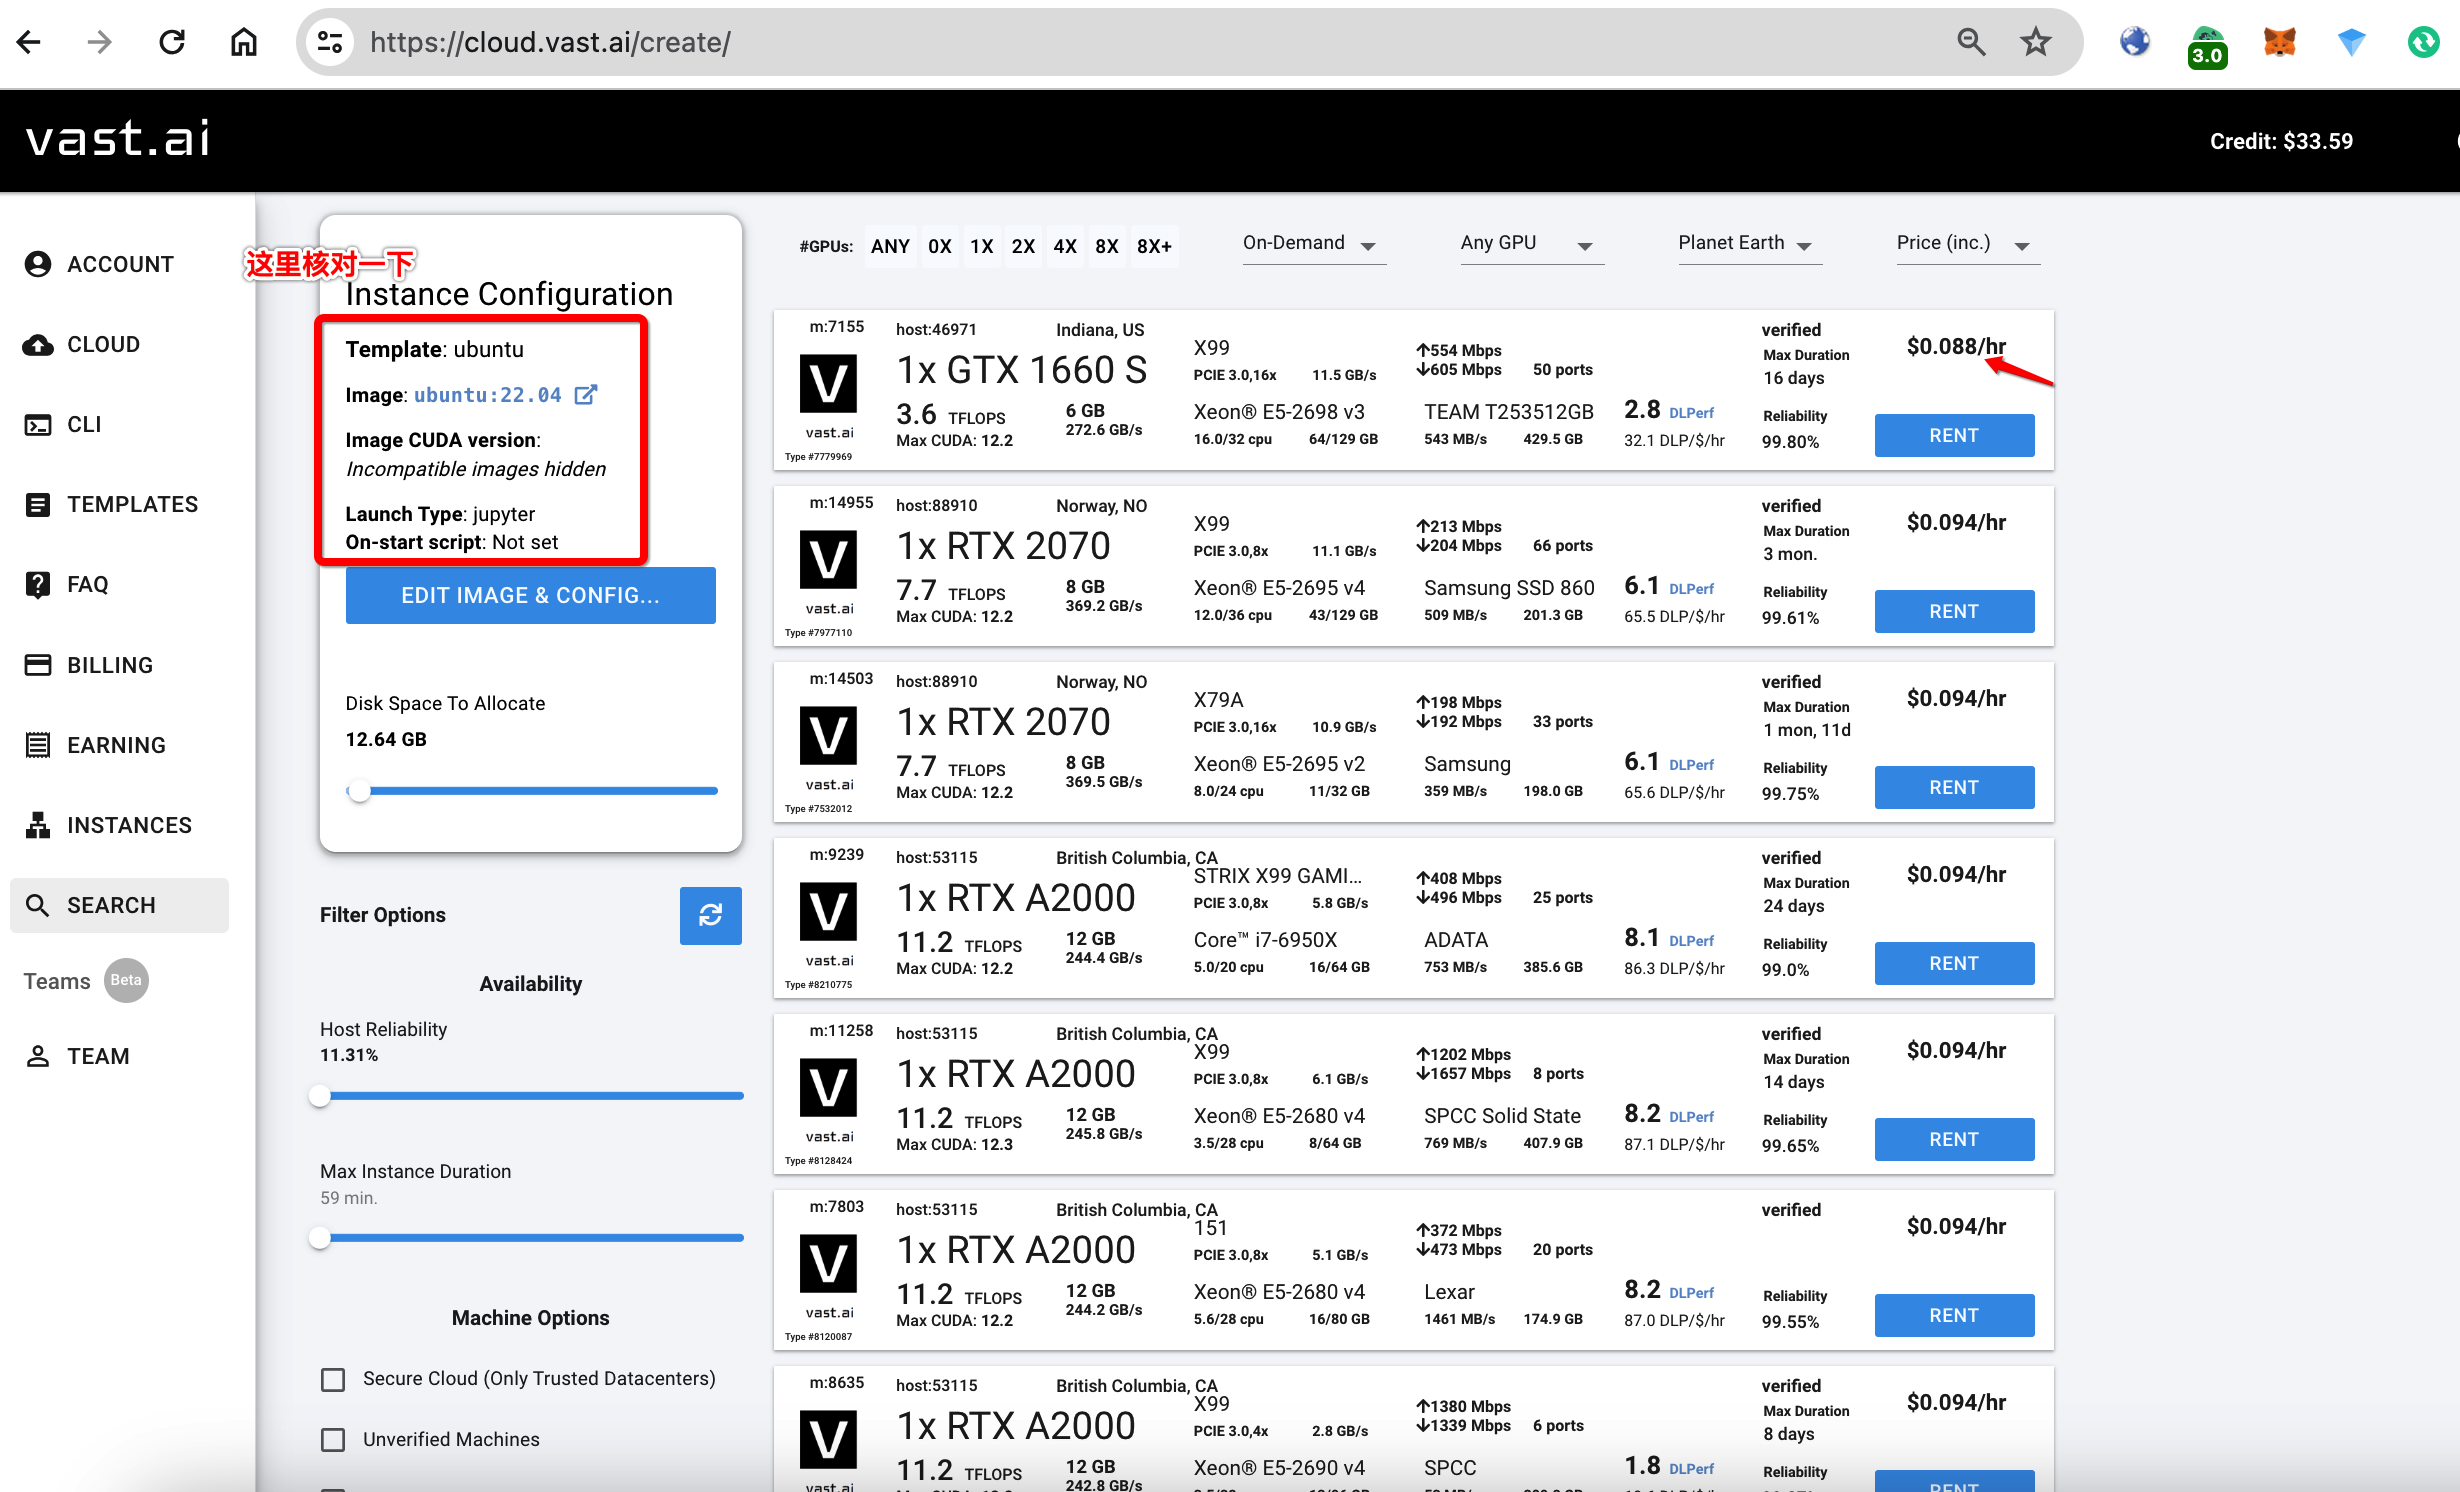 https://cloud.vast.ai/create/
3.0
vast.ai
Credit: $33.59
ACCOUNT
CLOUD
CLI
TEMPLATES
FAQ
BILLING
EARNING
INSTANCES
SEARCH
Teams Beta
TEAM
这里核对一下
Instance Configuration
Template: ubuntu
Image: ubuntu:22.04
Image CUDA version:
Incompatible images hidden
Launch Type: jupyter
On-start script: Not set
EDIT IMAGE & CONFIG...
Disk Space To Allocate
12.64 GB
Filter Options
Availability
Host Reliability
11.31%
Max Instance Duration
59 min.
Machine Options
Secure Cloud (Only Trusted Datacenters)
Unverified Machines
#GPUs: ANY 0X 1X 2X 4X 8X 8X+ On-Demand Any GPU Planet Earth Price (inc.)
m:7155 host:46971 Indiana, US verified
1x GTX 1660 S X99 ↑554 Mbps Max Duration $0.088/hr
PCIE 3.0,16x 11.5 GB/s ↓605 Mbps 50 ports 16 days
3.6 TFLOPS 6 GB Xeon® E5-2698 v3 TEAM T253512GB 2.8 DLPerf Reliability RENT
vast.ai Max CUDA: 12.2 272.6 GB/s 16.0/32 cpu 64/129 GB 543 MB/s 429.5 GB 32.1 DLP/$/hr 99.80%
Type #7779969
m:14955 host:88910 Norway, NO verified
1x RTX 2070 X99 ↑213 Mbps Max Duration $0.094/hr
PCIE 3.0,8x 11.1 GB/s ↓204 Mbps 66 ports 3 mon.
7.7 TFLOPS 8 GB Xeon® E5-2695 v4 Samsung SSD 860 6.1 DLPerf Reliability RENT
vast.ai Max CUDA: 12.2 369.2 GB/s 12.0/36 cpu 43/129 GB 509 MB/s 201.3 GB 65.5 DLP/$/hr 99.61%
Type #7977110
m:14503 host:88910 Norway, NO verified
1x RTX 2070 X79A ↑198 Mbps Max Duration $0.094/hr
PCIE 3.0,16x 10.9 GB/s ↓192 Mbps 33 ports 1 mon, 11d
7.7 TFLOPS 8 GB Xeon® E5-2695 v2 Samsung 6.1 DLPerf Reliability RENT
vast.ai Max CUDA: 12.2 369.5 GB/s 8.0/24 cpu 11/32 GB 359 MB/s 198.0 GB 65.6 DLP/$/hr 99.75%
Type #7532012
m:9239 host:53115 British Columbia, CA verified
1x RTX A2000 STRIX X99 GAMI... ↑408 Mbps Max Duration $0.094/hr
PCIE 3.0,8x 5.8 GB/s ↓496 Mbps 25 ports 24 days
11.2 TFLOPS 12 GB Core™ i7-6950X ADATA 8.1 DLPerf Reliability RENT
vast.ai Max CUDA: 12.2 244.4 GB/s 5.0/20 cpu 16/64 GB 753 MB/s 385.6 GB 86.3 DLP/$/hr 99.0%
Type #8210775
m:11258 host:53115 British Columbia, CA verified
1x RTX A2000 X99 ↑1202 Mbps Max Duration $0.094/hr
PCIE 3.0,8x 6.1 GB/s ↓1657 Mbps 8 ports 14 days
11.2 TFLOPS 12 GB Xeon® E5-2680 v4 SPCC Solid State 8.2 DLPerf Reliability RENT
vast.ai Max CUDA: 12.3 245.8 GB/s 3.5/28 cpu 8/64 GB 769 MB/s 407.9 GB 87.1 DLP/$/hr 99.65%
Type #8128424
m:7803 host:53115 British Columbia, CA verified
1x RTX A2000 151 ↑372 Mbps $0.094/hr
PCIE 3.0,8x 5.1 GB/s ↓473 Mbps 20 ports
11.2 TFLOPS 12 GB Xeon® E5-2680 v4 Lexar 8.2 DLPerf Reliability RENT
vast.ai Max CUDA: 12.2 244.2 GB/s 5.6/28 cpu 16/80 GB 1461 MB/s 174.9 GB 87.0 DLP/$/hr 99.55%
Type #8120087
m:8635 host:53115 British Columbia, CA verified
1x RTX A2000 X99 ↑1380 Mbps Max Duration $0.094/hr
PCIE 3.0,4x 2.8 GB/s ↓1339 Mbps 6 ports 8 days
11.2 TFLOPS 12 GB Xeon® E5-2690 v4 SPCC 1.8 DLPerf Reliability RENT
vast.ai 242.8 GB/s